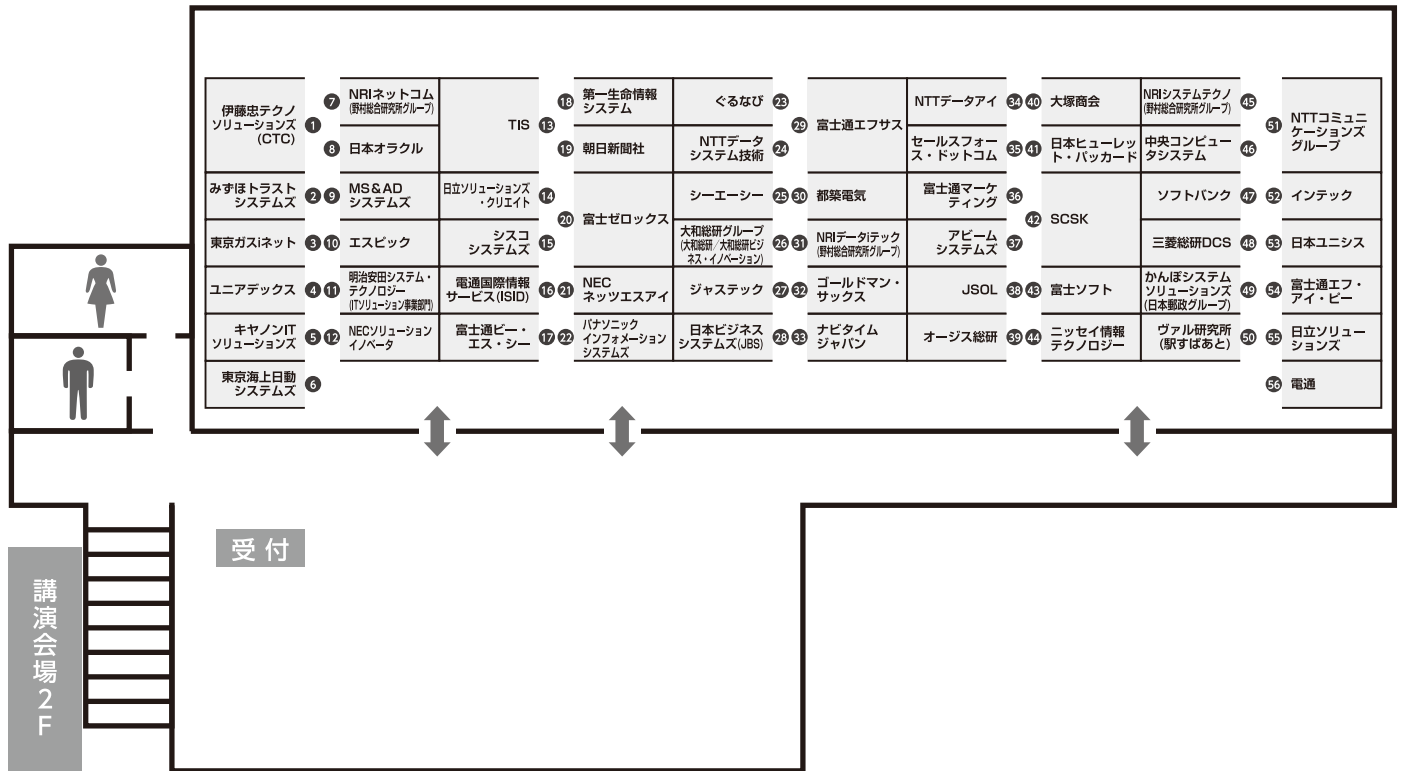 伊藤忠テクノ
ソリューションズ
(CTC)
1
みずほトラスト
システムズ
2
東京ガスiネット
3
ユニアデックス
4
キヤノンIT
ソリューションズ
5
東京海上日動
システムズ
6
7
NRIネットコム
(野村総合研究所グループ)
8
日本オラクル
9
MS&AD
システムズ
10
エスピック
11
明治安田システム・
テクノロジー
(ITソリューション事業部門)
12
NECソリューション
イノベータ
TIS
13
日立ソリューションズ
・クリエイト
14
シスコ
システムズ
15
電通国際情報
サービス(ISID)
16
富士通ビー・
エス・シー
17
18
第一生命情報
システム
19
朝日新聞社
20
富士ゼロックス
21
NEC
ネッツエスアイ
22
パナソニック
インフォメーション
システムズ
ぐるなび
23
NTTデータ
システム技術
24
シーエーシー
25
大和総研グループ
(大和総研/大和総研ビジ
ネス・イノベーション)
26
ジャステック
27
日本ビジネス
システムズ(JBS)
28
29
富士通エフサス
30
都築電気
31
NRIデータiテック
(野村総合研究所グループ)
32
ゴールドマン・
サックス
33
ナビタイム
ジャパン
NTTデータアイ
34
セールスフォー
ス・ドットコム
35
富士通マーケ
ティング
36
アビーム
システムズ
37
JSOL
38
オージス総研
39
40
大塚商会
41
日本ヒューレッ
ト・パッカード
42
SCSK
43
富士ソフト
44
ニッセイ情報
テクノロジー
NRIシステムテクノ
(野村総合研究所グループ)
45
中央コンピュー
タシステム
46
ソフトバンク
47
三菱総研DCS
48
かんぽシステム
ソリューションズ
(日本郵政グループ)
49
ヴァル研究所
(駅すぱあと)
50
51
NTTコミュニ
ケーションズ
グループ
52
インテック
53
日本ユニシス
54
富士通エフ・
アイ・ピー
55
日立ソリュー
ションズ
56
電通
受付
講演会場2F